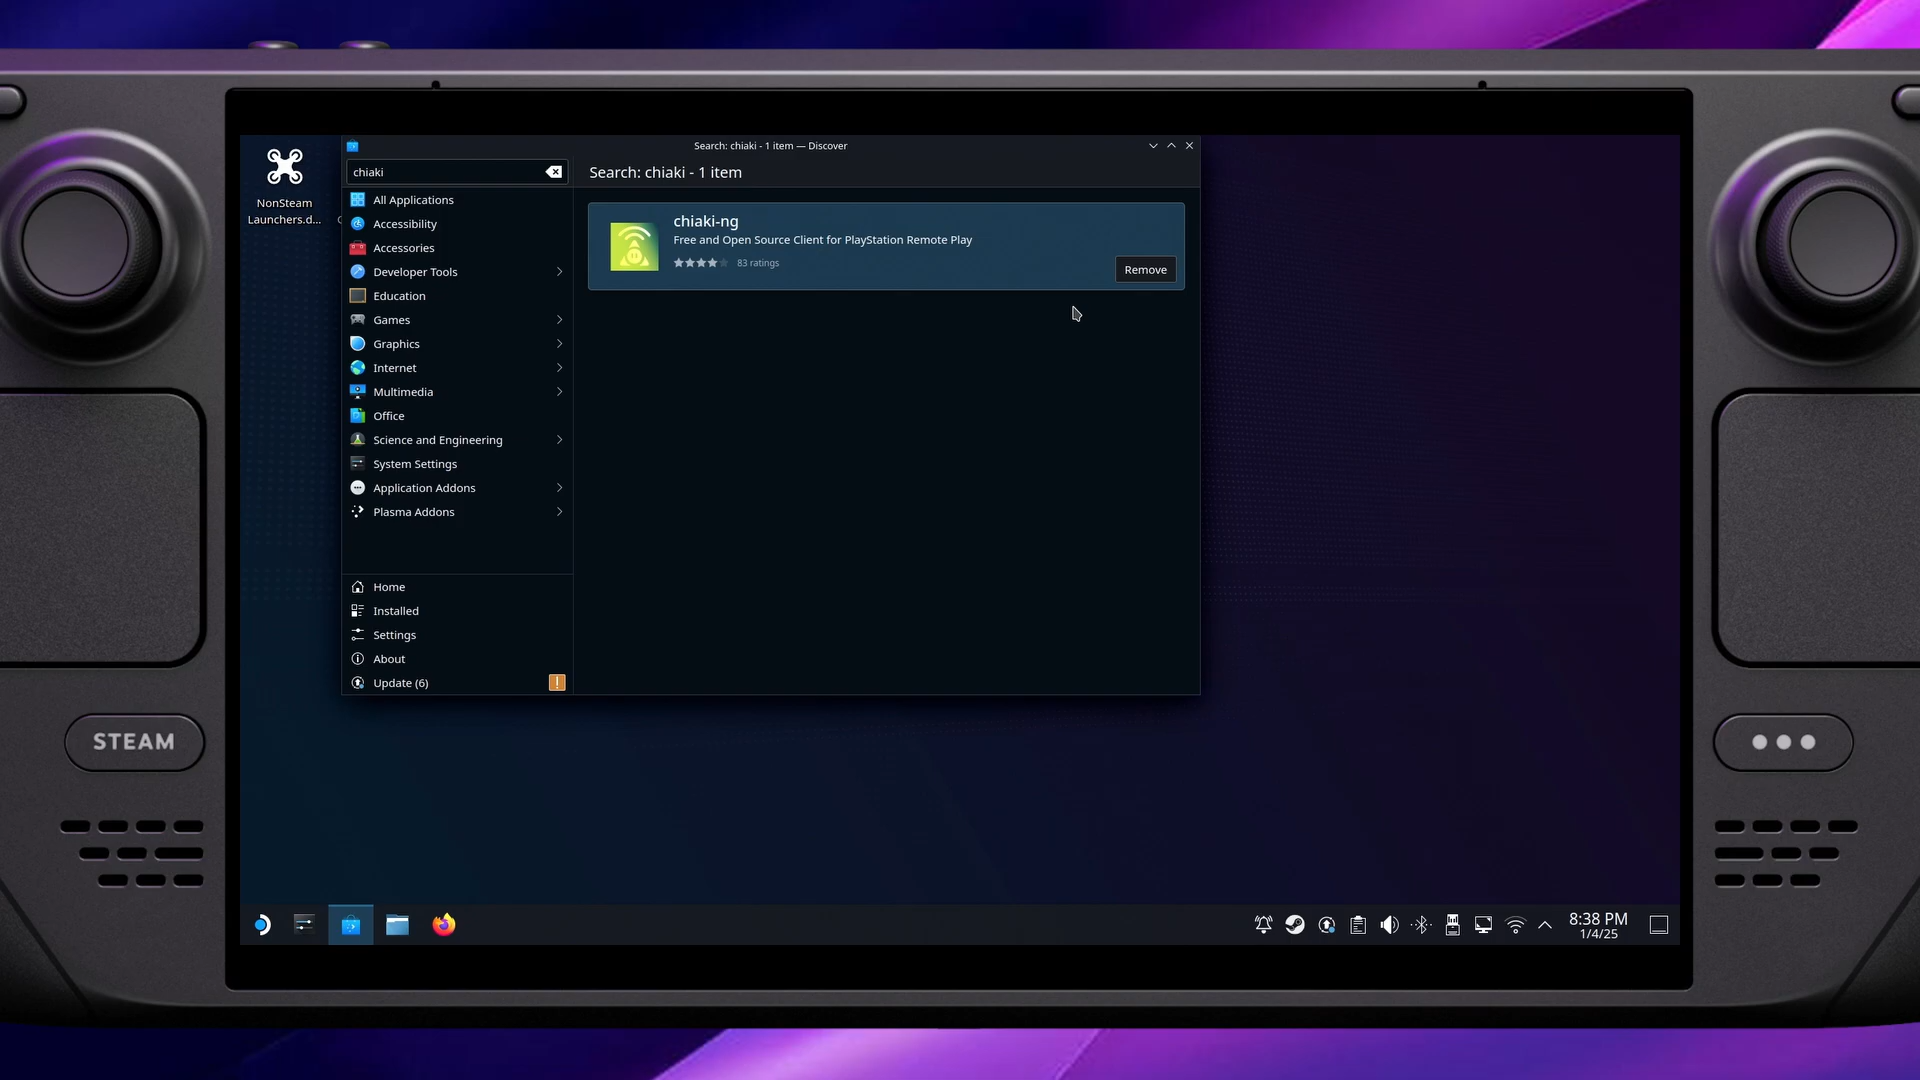 NonSteam
Launchers.d...
Search: chiaki - 1 item — Discover
chiaki
All Applications
Accessibility
Accessories
Developer Tools
Education
Games
Graphics
Internet
Multimedia
Office
Science and Engineering
System Settings
Application Addons
Plasma Addons
Home
Installed
Settings
About
Update (6)
Search: chiaki - 1 item
chiaki-ng
Free and Open Source Client for PlayStation Remote Play
83 ratings
Remove
STEAM
8:38 PM
1/4/25